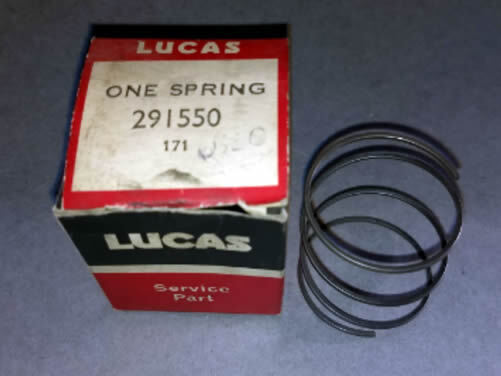 LUCAS
ONE SPRING
291550
171
LUCAS
Service
Part